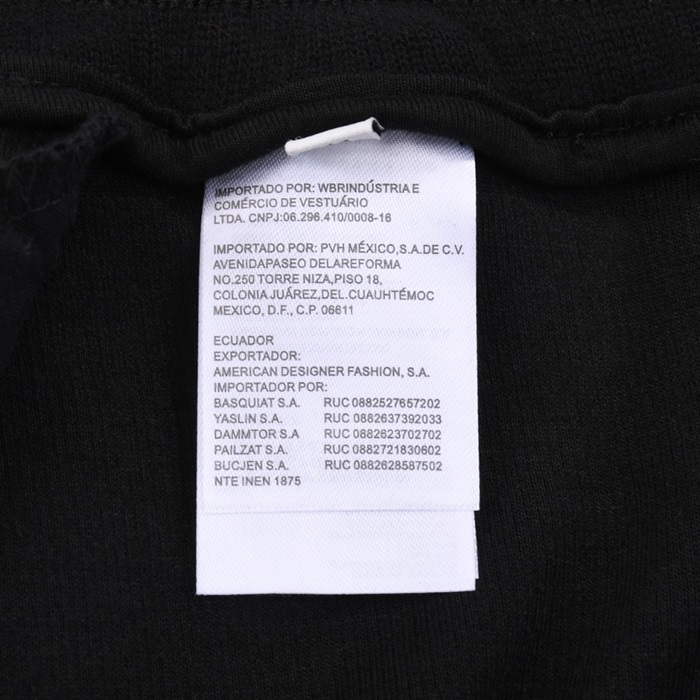 IMPORTADO POR: WBRINDÚSTRIA E
COMÉRCIO DE VESTUÁRIO
LTDA. CNPJ:06.296.410/0008-16
IMPORTADO POR: PVH MÉXICO,S.A.DE C.V.
AVENIDAPASEO DELAREFORMA
NO.250 TORRE NIZA,PISO 18,
COLONIA JUÁREZ,DEL.CUAUHTÉMOC
MEXICO, D.F., C.P. 06611
ECUADOR
EXPORTADOR:
AMERICAN DESIGNER FASHION, S.A.
IMPORTADOR POR:
BASQUIAT S.A. RUC 0882527657202
YASLIN S.A. RUC 0882637392033
DAMMTOR S.A RUC 0882623702702
PAILZAT S.A. RUC 0882721830602
BUCJEN S.A. RUC 0882628587502
NTE INEN 1875